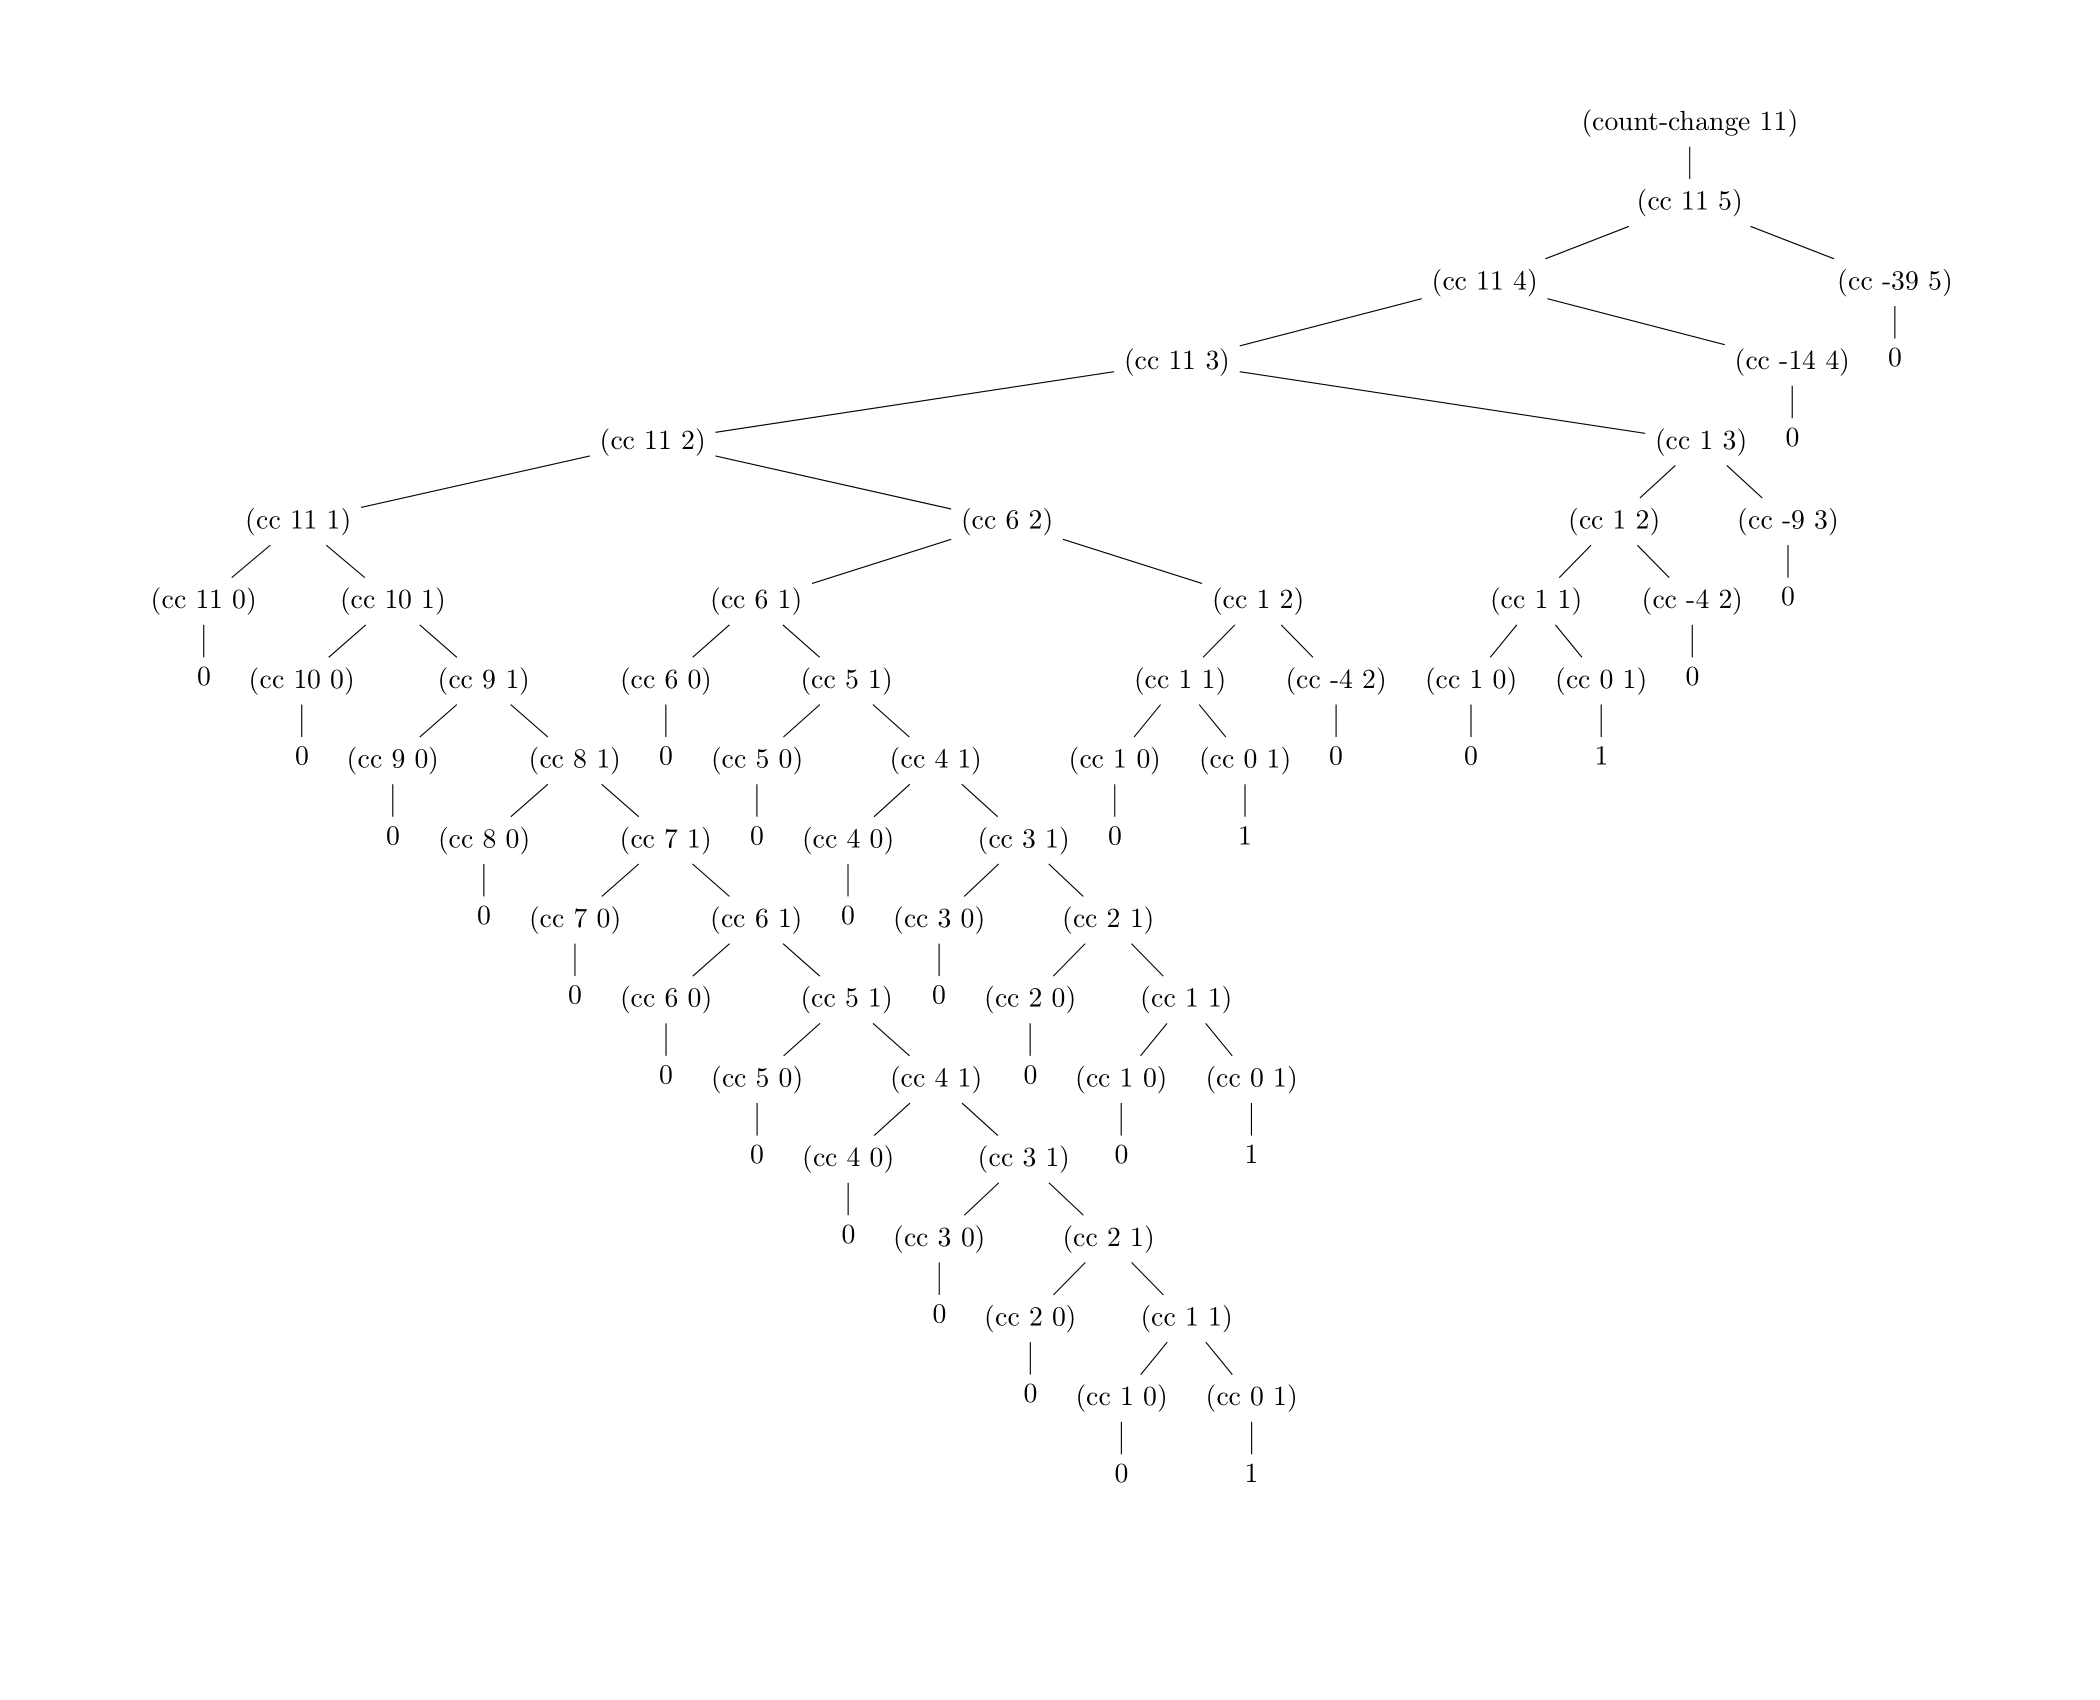 (count-change 11)
(cc 11 5)
(cc 11 4) (cc -39 5)
(cc 11 3) (cc -14 4) 0
(cc 11 2) (cc 1 3) 0
(cc 11 1) (cc 6 2) (cc 1 2) (cc -9 3)
(cc 11 0) (cc 10 1) (cc 6 1) (cc 1 2) (cc 1 1) (cc -4 2) 0
0 (cc 10 0) (cc 9 1) (cc 6 0) (cc 5 1) (cc 1 1) (cc -4 2) (cc 1 0) (cc 0 1) 0
0 (cc 9 0) (cc 8 1) 0 (cc 5 0) (cc 4 1) (cc 1 0) (cc 0 1) 0 0 1
0 (cc 8 0) (cc 7 1) 0 (cc 4 0) (cc 3 1) 0 1
0 (cc 7 0) (cc 6 1) 0 (cc 3 0) (cc 2 1)
0 (cc 6 0) (cc 5 1) 0 (cc 2 0) (cc 1 1)
0 (cc 5 0) (cc 4 1) 0 (cc 1 0) (cc 0 1)
0 (cc 4 0) (cc 3 1) 0 1
0 (cc 3 0) (cc 2 1)
0 (cc 2 0) (cc 1 1)
0 (cc 1 0) (cc 0 1)
0 1